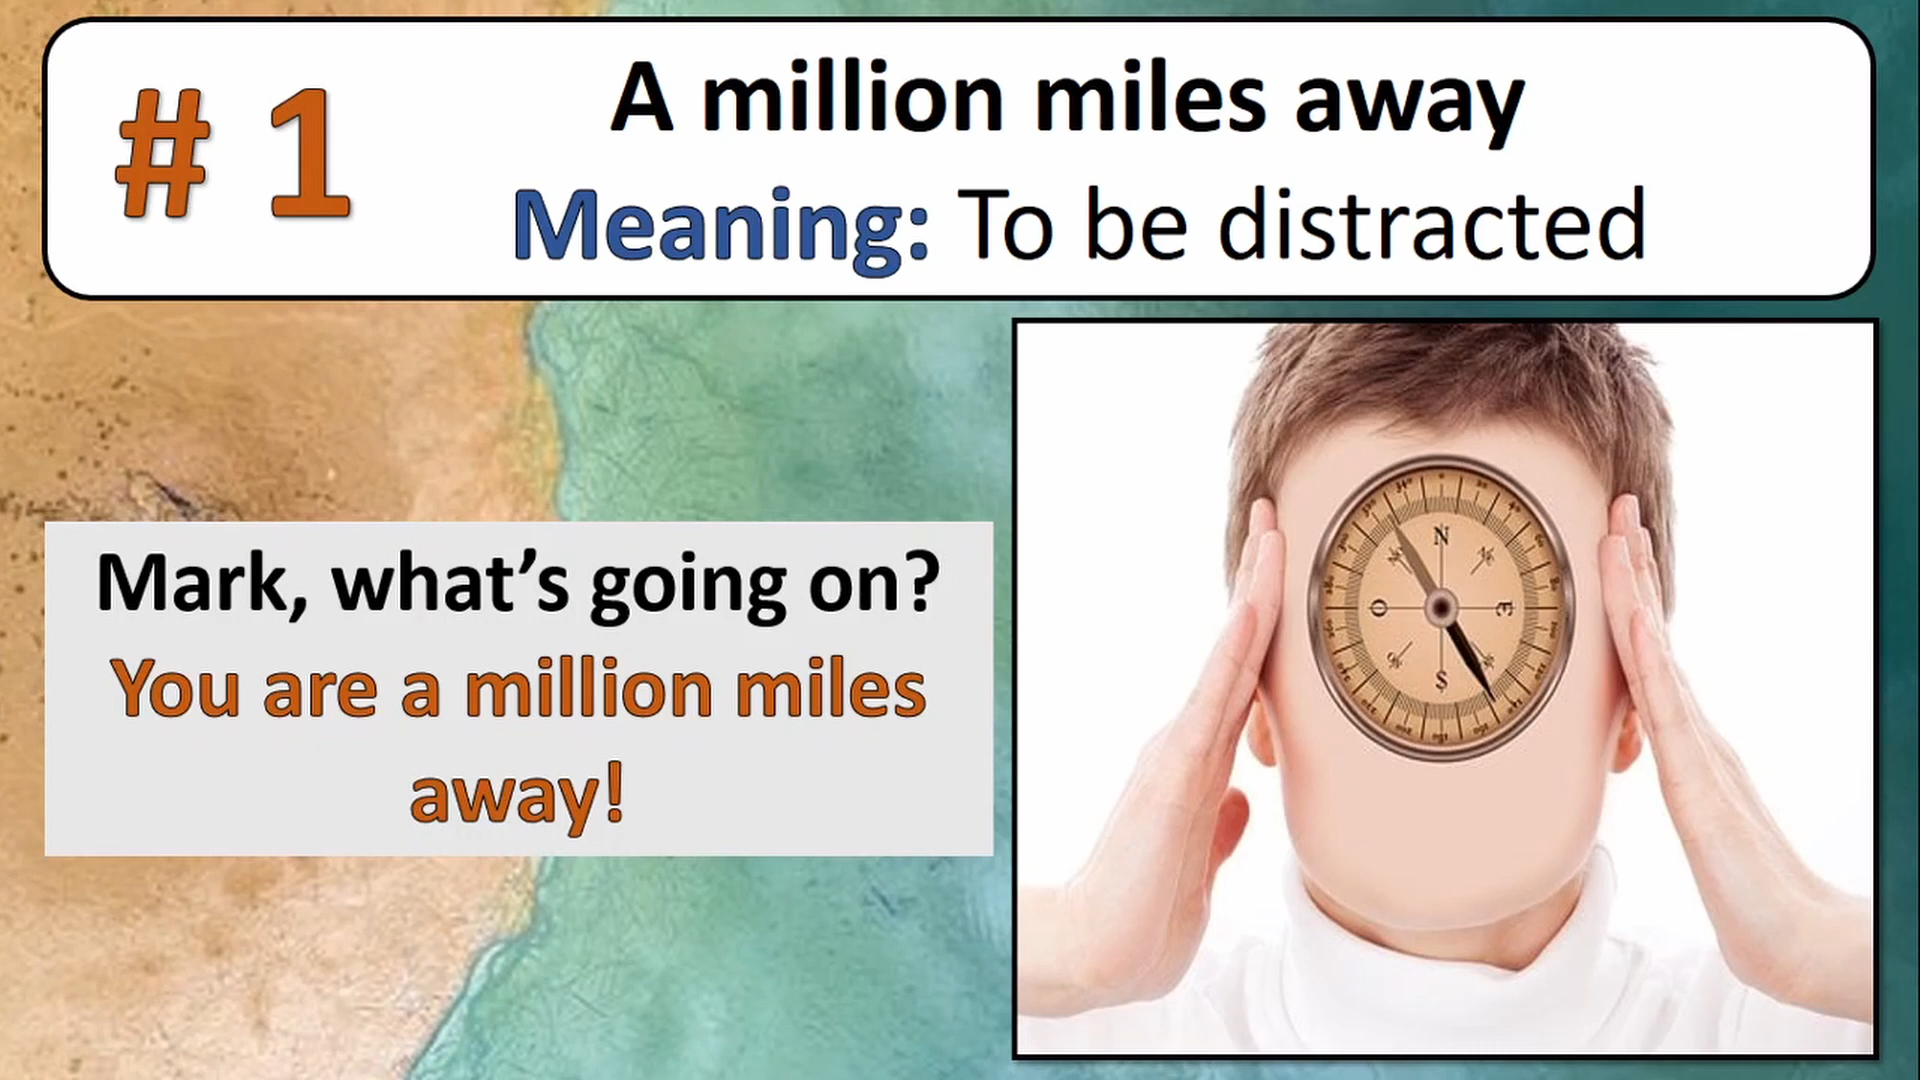 # 1
A million miles away
Meaning: To be distracted
Mark, what’s going on?
You are a million miles
away!
N
O
E
S